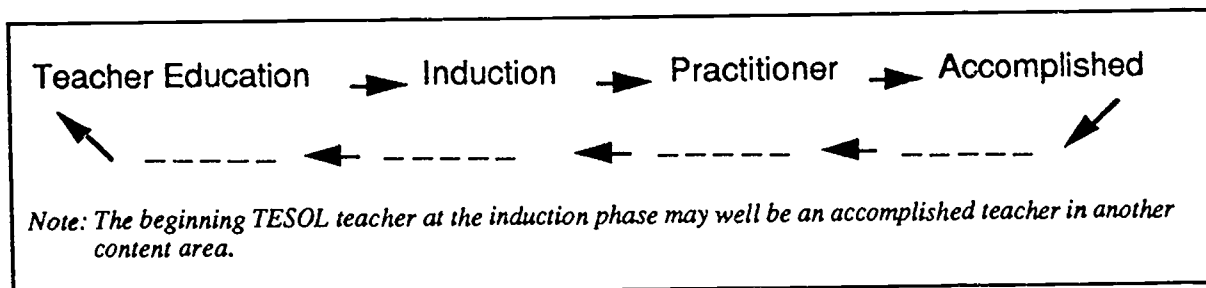 Teacher Education Induction Practitioner Accomplished
Note: The beginning TESOL teacher at the induction phase may well be an accomplished teacher in another
content area.